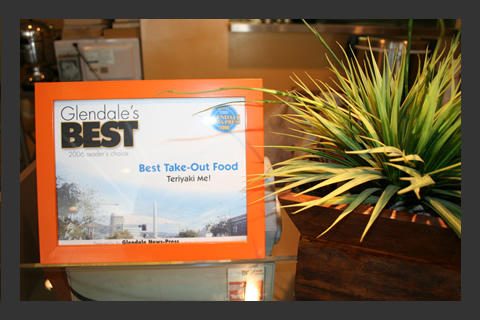 Glendale's
BEST
2006 reader's choice
Best Take-Out Food
Teriyaki Me!
Glendale News-Press